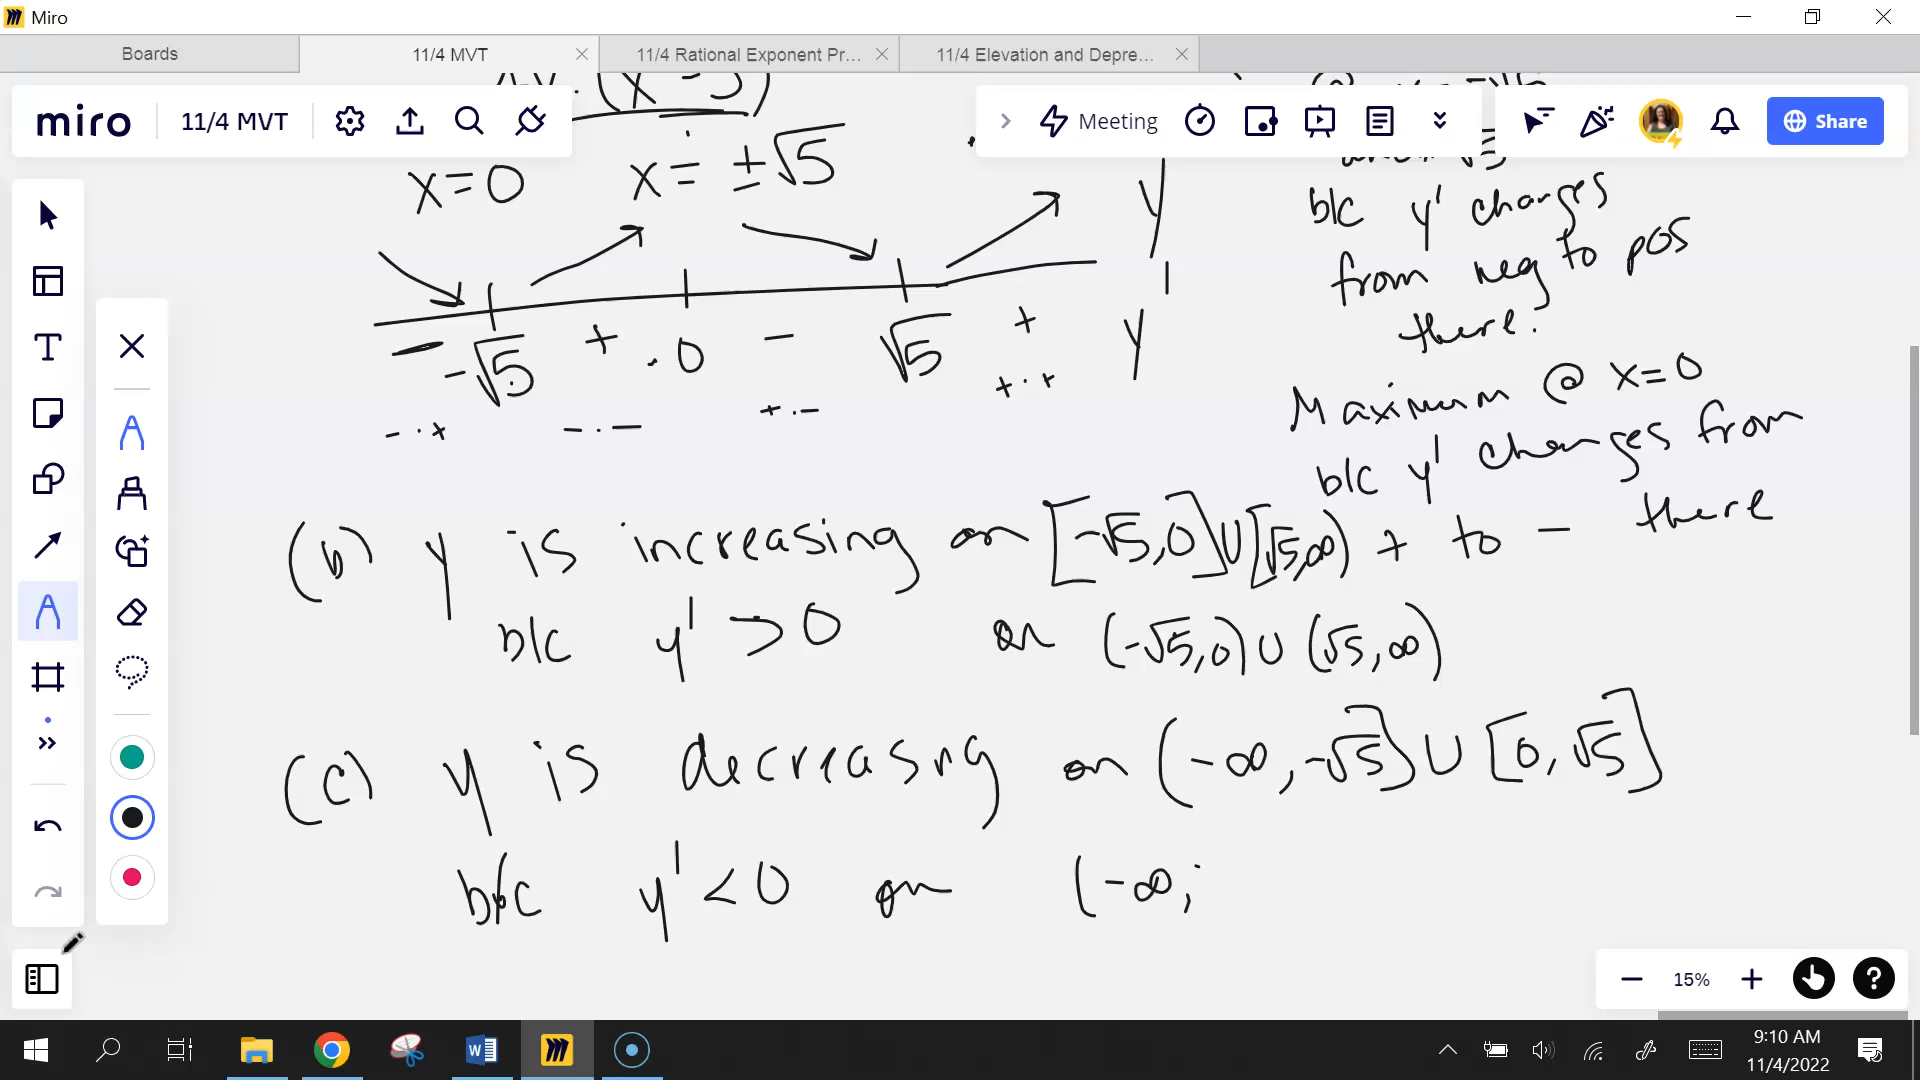 Miro
Boards
11/4 MVT
11/4 Rational Exponent Pr...
11/4 Elevation and Depre...
miro
11/4 MVT
Meeting
Share
x=0
x = ±√5
b/c y' changes
from neg to pos
there.
Maximum @ x=0
b/c y' changes from
+ to - there
y'
y
- -√5 + 0 - √5 +
- · + - · - + · - + · +
(b) y is increasing on [-√5,0]U[√5,∞)
b/c y' > 0 on (-√5,0) U (√5,∞)
(c) y is decreasng on (-∞,-√5] U [0,√5]
b/c y' < 0 on (-∞,
15%
9:10 AM
11/4/2022